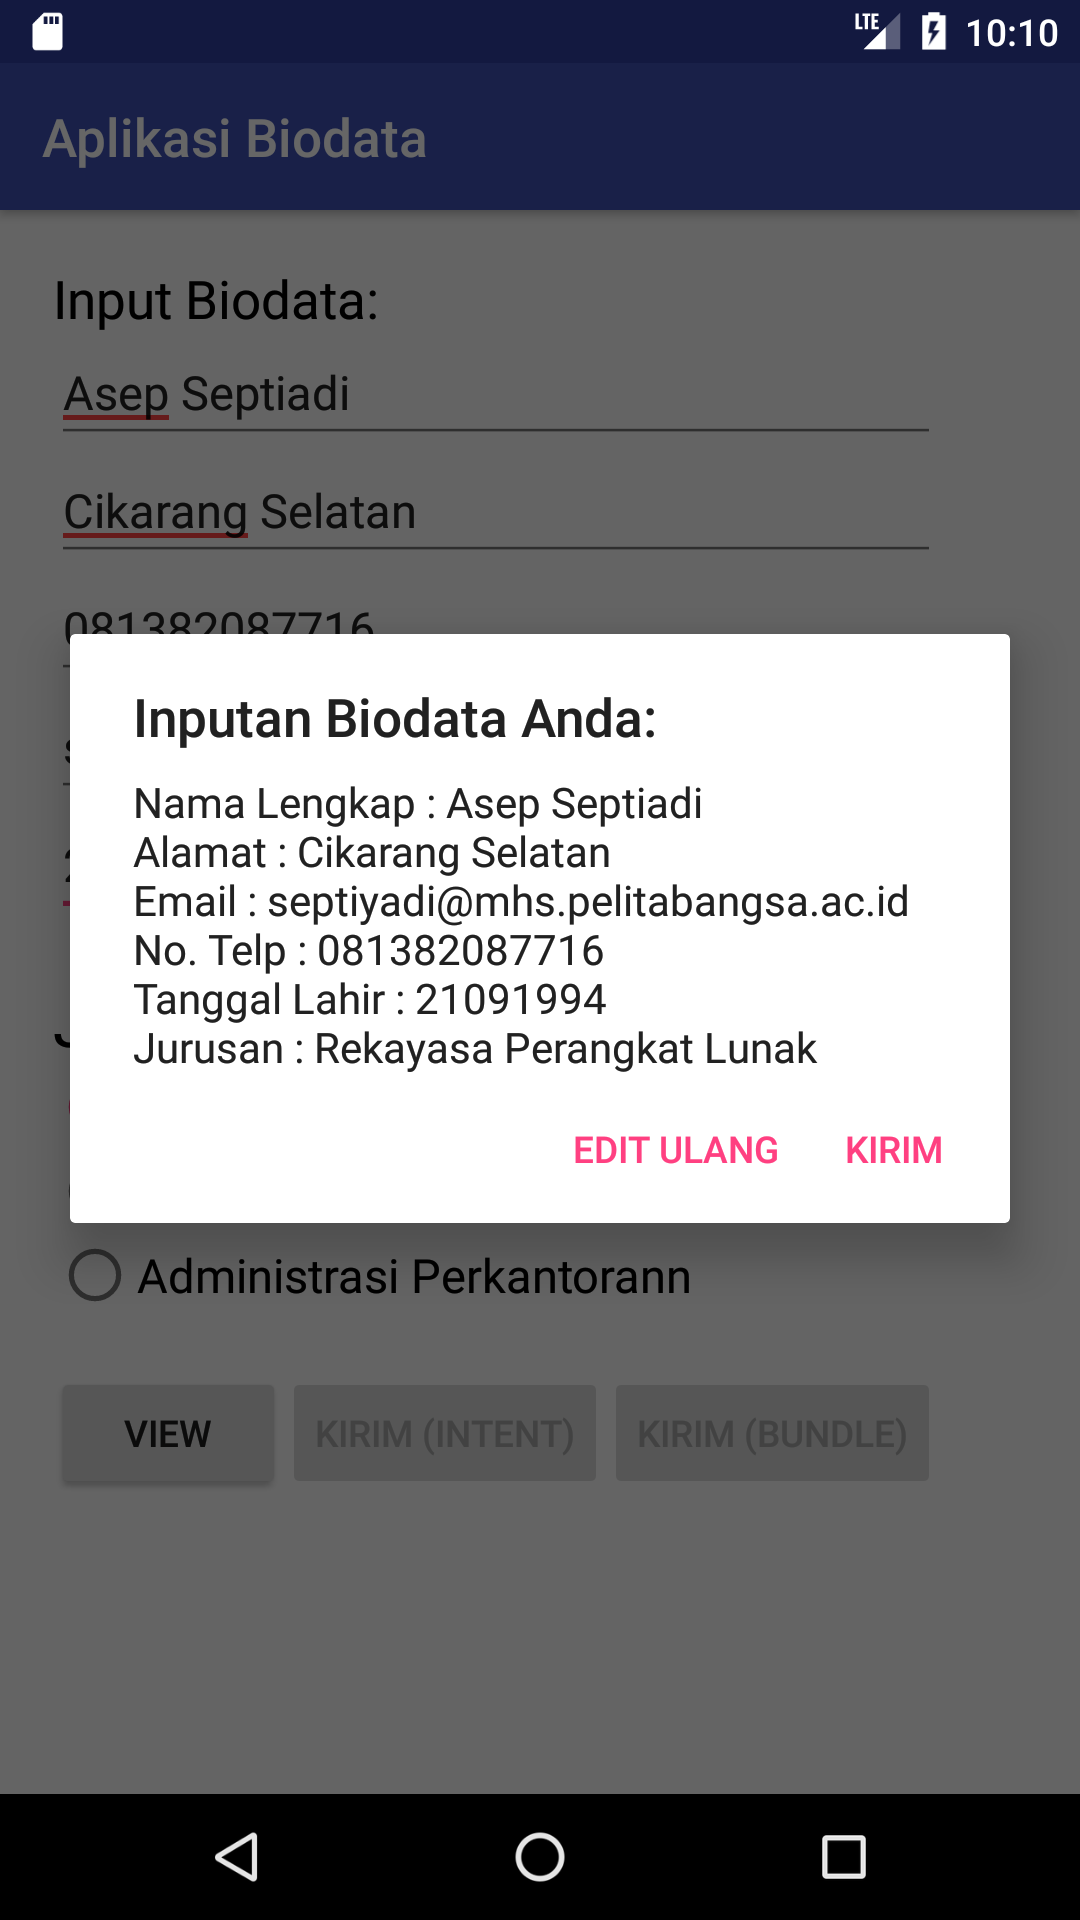 LTE 10:10
Aplikasi Biodata
Input Biodata:
Asep Septiadi
Cikarang Selatan
081382087716
Inputan Biodata Anda:
Nama Lengkap : Asep Septiadi
Alamat : Cikarang Selatan
Email : septiyadi@mhs.pelitabangsa.ac.id
No. Telp : 081382087716
Tanggal Lahir : 21091994
Jurusan : Rekayasa Perangkat Lunak
EDIT ULANG KIRIM
Administrasi Perkantorann
VIEW KIRIM (INTENT) KIRIM (BUNDLE)